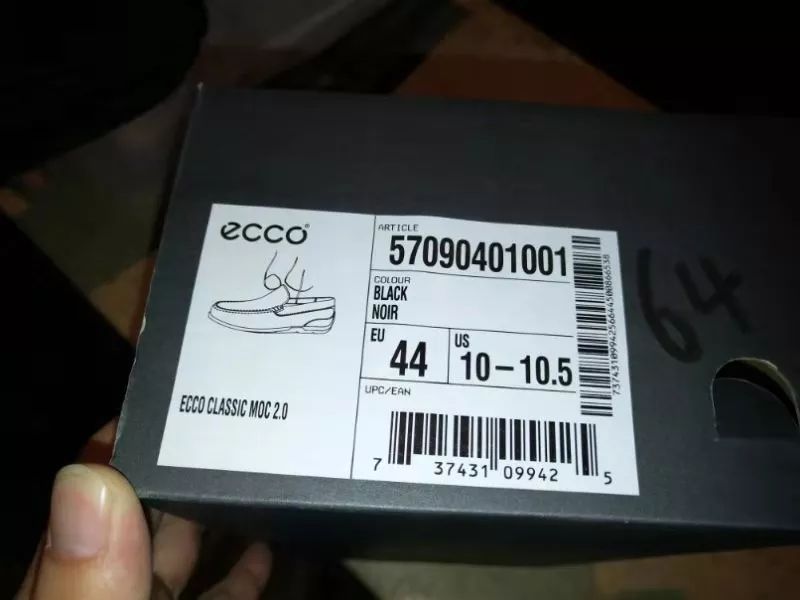 ecco®
ARTICLE
57090401001
COLOUR
BLACK
NOIR
EU
44
US
10-10.5
UPC/EAN
ECCO CLASSIC MOC 2.0
7 37431 09942 5
64